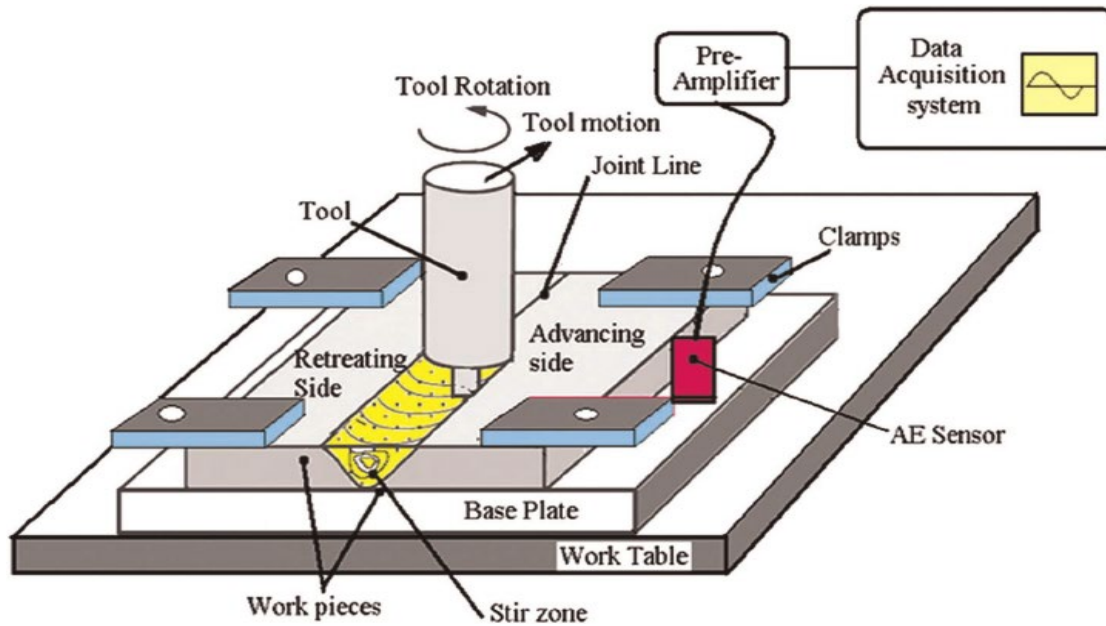 Pre-
Amplifier
Data
Acquisition
system
Tool Rotation
Tool motion
Joint Line
Tool
Clamps
Advancing
side
Retreating
Side
AE Sensor
Base Plate
Work Table
Work pieces
Stir zone